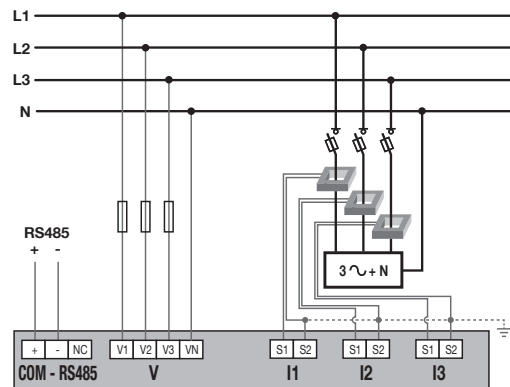 L1
L2
L3
N
RS485
+ -
3 ∿ + N
+ - NC V1 V2 V3 VN S1 S2 S1 S2 S1 S2
COM - RS485 V I1 I2 I3